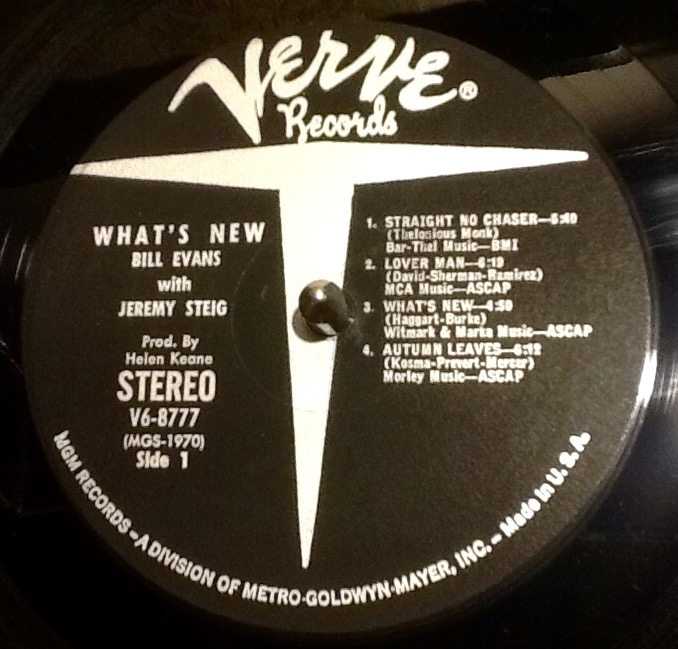 VERVE®
Records
WHAT'S NEW
BILL EVANS
with
JEREMY STEIG
Prod. By
Helen Keane
STEREO
V6-8777
(MGS-1970)
Side 1
1. STRAIGHT NO CHASER—5:40
(Thelonious Monk)
Bar-Thel Music—BMI
2. LOVER MAN—6:19
(David-Sherman-Ramirez)
MCA Music—ASCAP
3. WHAT'S NEW—4:50
(Haggart-Burke)
Witmark & Marke Music—ASCAP
4. AUTUMN LEAVES—6:12
(Kosma-Prevert-Mercer)
Morley Music—ASCAP
MGM RECORDS – A DIVISION OF METRO-GOLDWYN-MAYER, INC. – Made in U.S.A.